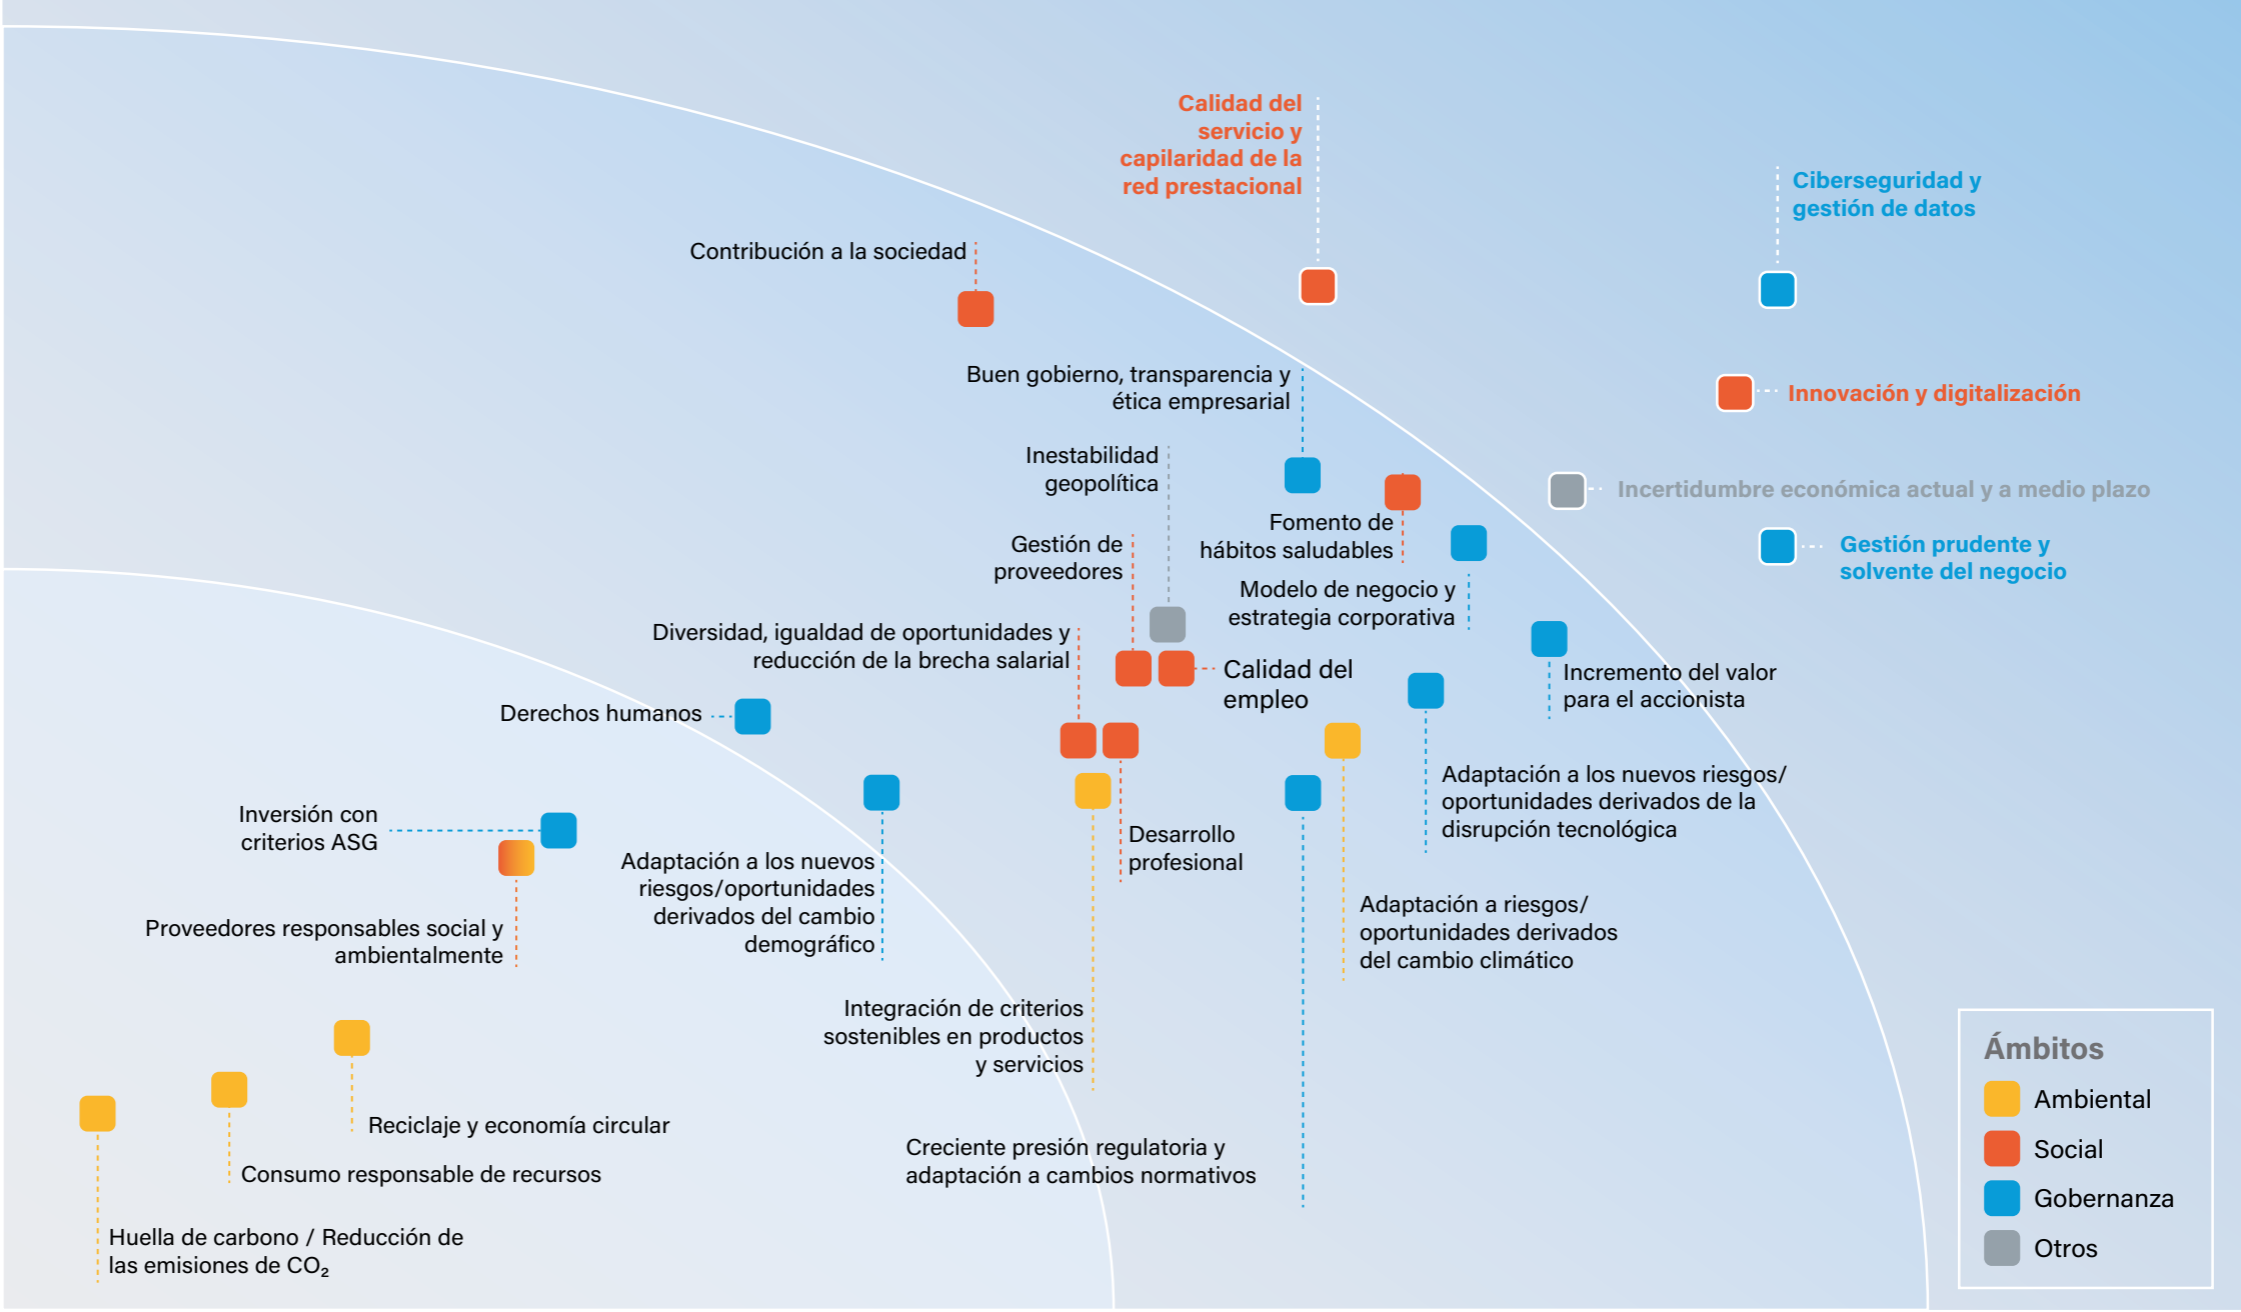 Calidad del
servicio y
capilaridad de la
red prestacional
Ciberseguridad y
gestión de datos
Contribución a la sociedad
Buen gobierno, transparencia y
ética empresarial
Innovación y digitalización
Inestabilidad
geopolítica
Incertidumbre económica actual y a medio plazo
Fomento de
hábitos saludables
Gestión de
proveedores
Gestión prudente y
solvente del negocio
Modelo de negocio y
estrategia corporativa
Diversidad, igualdad de oportunidades y
reducción de la brecha salarial
Calidad del
empleo
Incremento del valor
para el accionista
Derechos humanos
Adaptación a los nuevos riesgos/
oportunidades derivados de la
disrupción tecnológica
Inversión con
criterios ASG
Desarrollo
profesional
Adaptación a los nuevos
riesgos/oportunidades
derivados del cambio
demográfico
Adaptación a riesgos/
oportunidades derivados
del cambio climático
Proveedores responsables social y
ambientalmente
Integración de criterios
sostenibles en productos
y servicios
Reciclaje y economía circular
Creciente presión regulatoria y
adaptación a cambios normativos
Consumo responsable de recursos
Huella de carbono / Reducción de
las emisiones de CO₂
Ámbitos
Ambiental
Social
Gobernanza
Otros